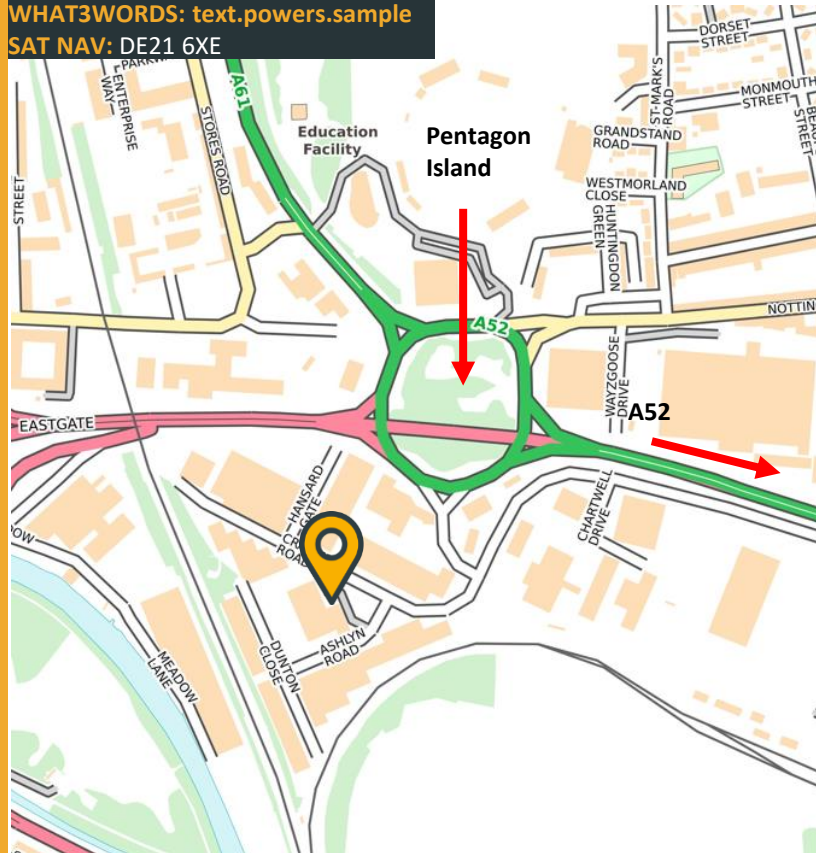 WHAT3WORDS: text.powers.sample
SAT NAV: DE21 6XE
DORSET
STREET
ENTERPRISE
WAY
A61
STORES ROAD
ST-MARK'S
ROAD
MONMOUTH
STREET
STREET
Education
Facility
Pentagon
Island
GRANDSTAND
ROAD
WESTMORLAND
CLOSE
HUNTINGDON
GREEN
STREET
NOTTIN
A52
WAYZGOOSE
DRIVE
A52
EASTGATE
HANSARD
GATE
CHARTWELL
DRIVE
ROAD
OW
ASHLYN
ROAD
DUNTON
CLOSE
MEADOW
LANE